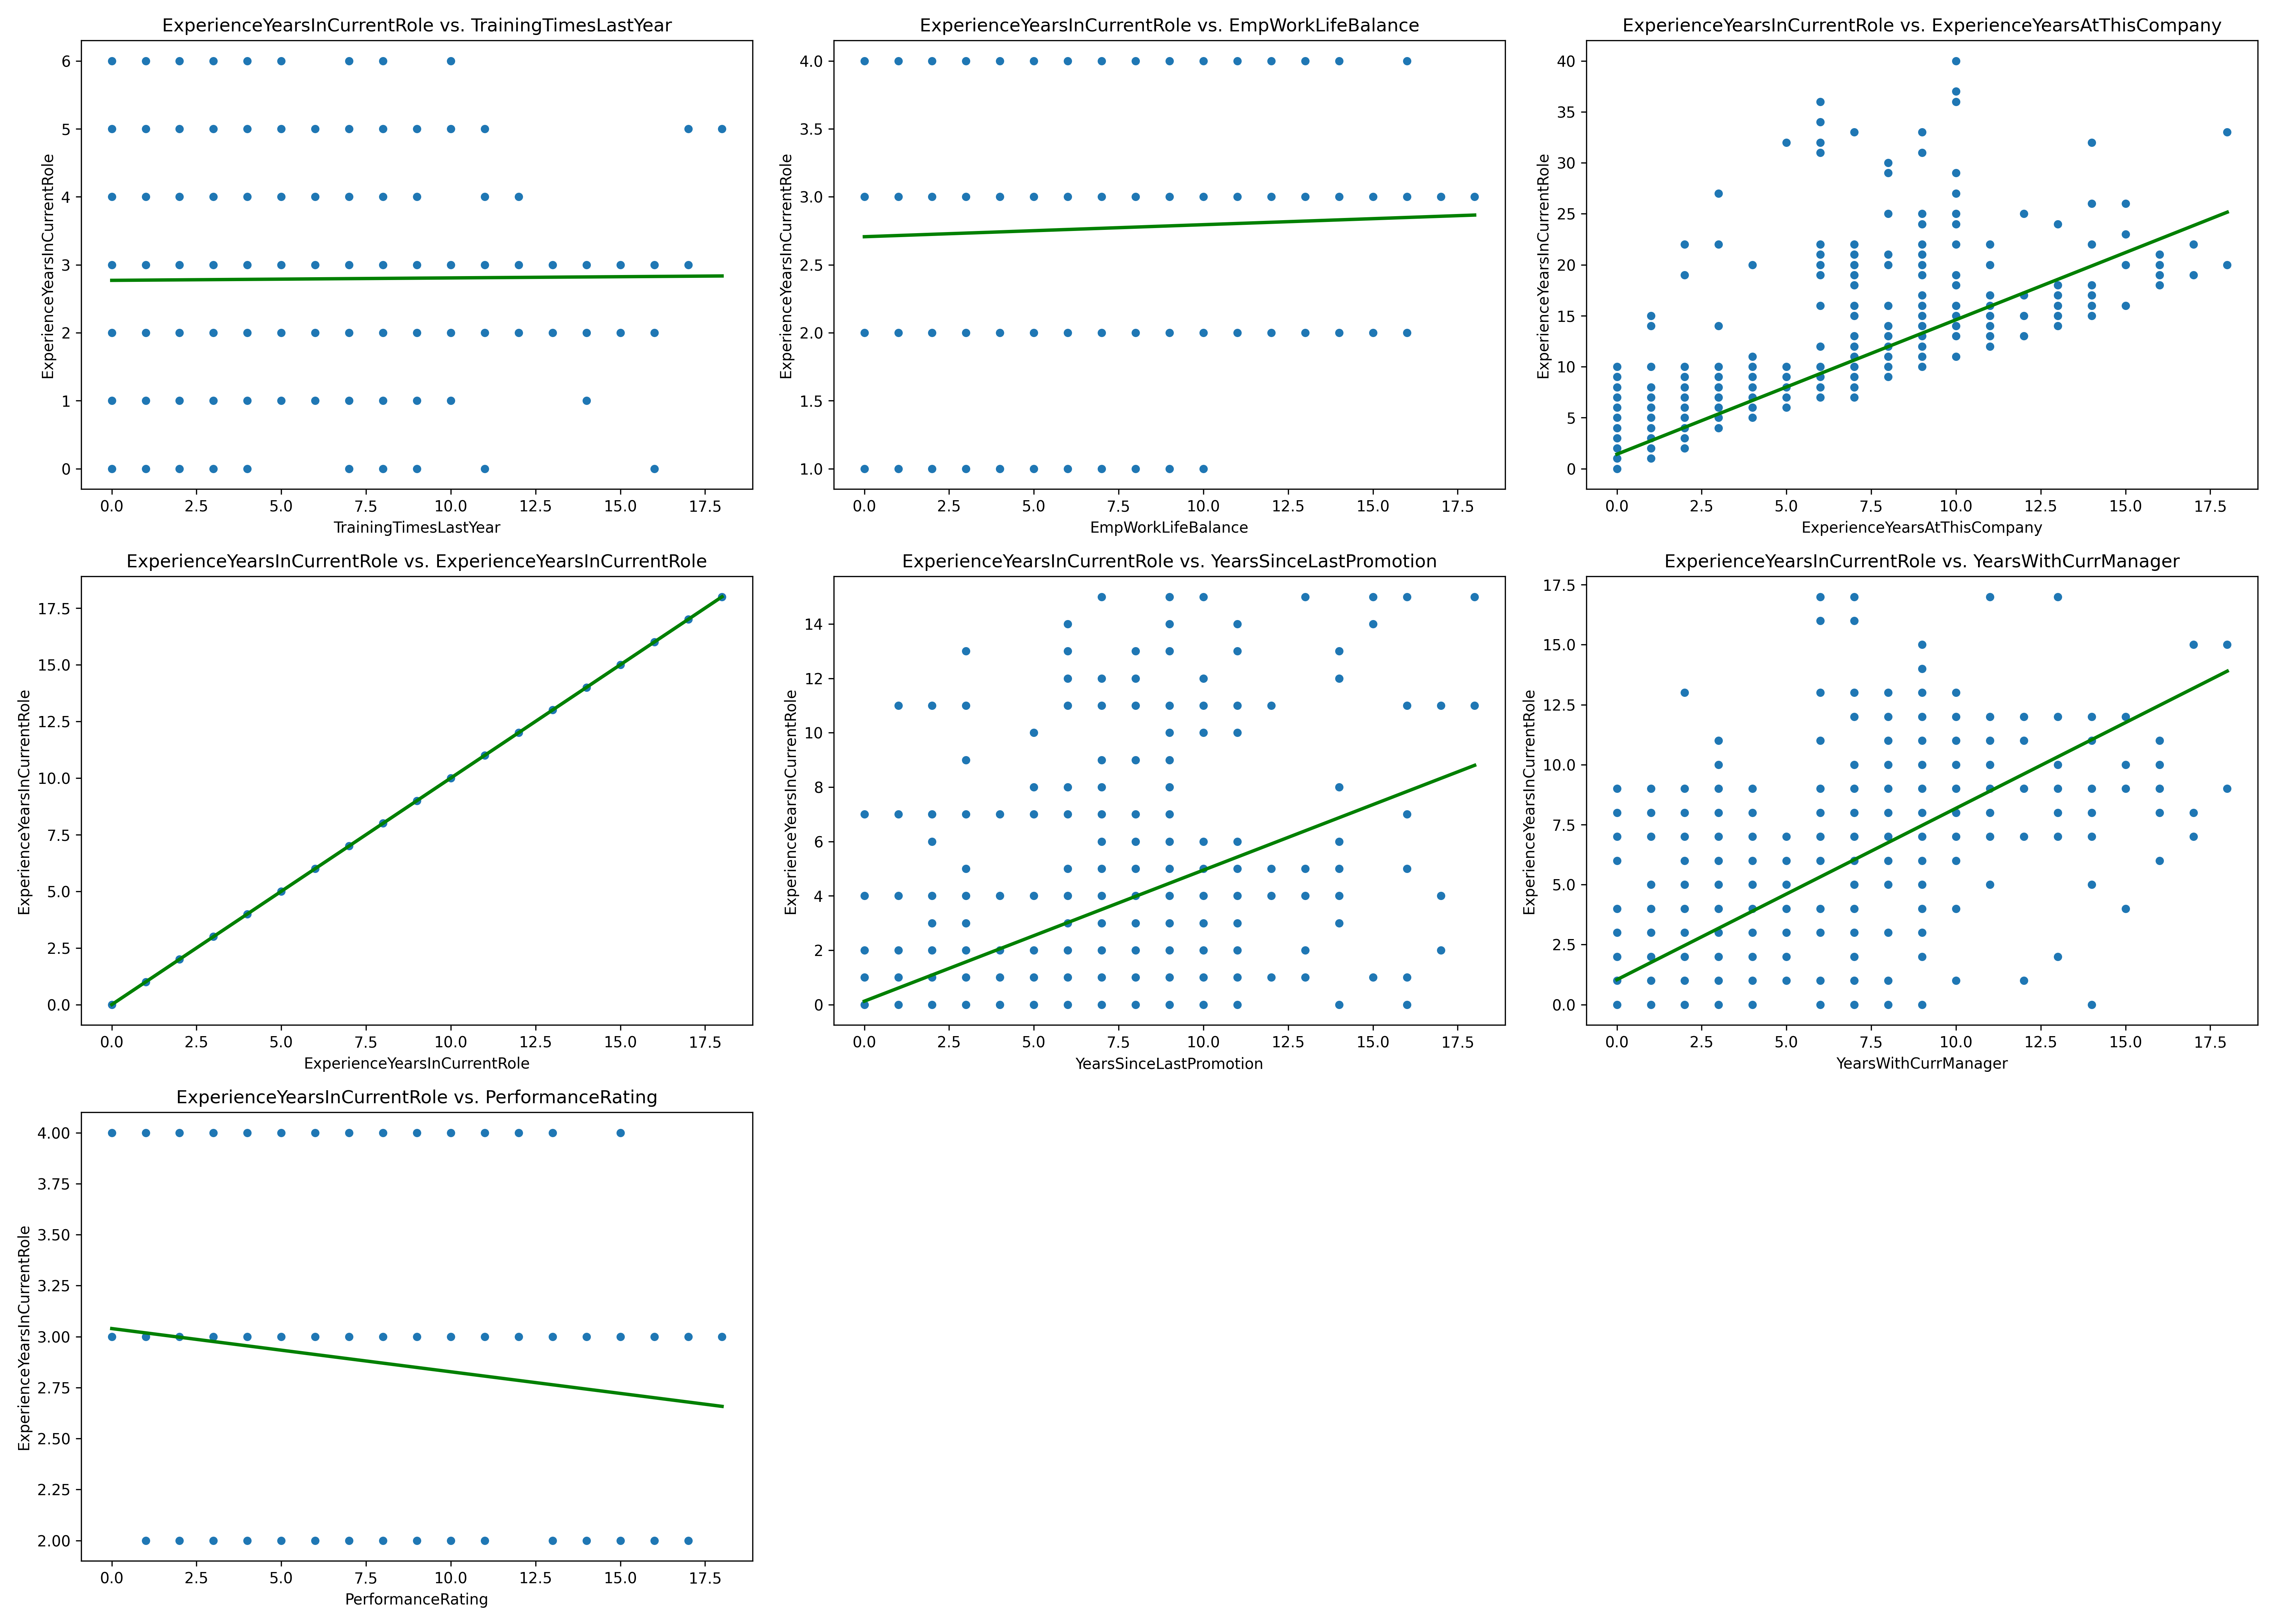 ExperienceYearsInCurrentRole vs. TrainingTimesLastYear
ExperienceYearsInCurrentRole
6
5
4
3
2
1
0
0.0 2.5 5.0 7.5 10.0 12.5 15.0 17.5
TrainingTimesLastYear
ExperienceYearsInCurrentRole vs. EmpWorkLifeBalance
ExperienceYearsInCurrentRole
4.0
3.5
3.0
2.5
2.0
1.5
1.0
0.0 2.5 5.0 7.5 10.0 12.5 15.0 17.5
EmpWorkLifeBalance
ExperienceYearsInCurrentRole vs. ExperienceYearsAtThisCompany
ExperienceYearsInCurrentRole
40
35
30
25
20
15
10
5
0
0.0 2.5 5.0 7.5 10.0 12.5 15.0 17.5
ExperienceYearsAtThisCompany
ExperienceYearsInCurrentRole vs. ExperienceYearsInCurrentRole
ExperienceYearsInCurrentRole
17.5
15.0
12.5
10.0
7.5
5.0
2.5
0.0
0.0 2.5 5.0 7.5 10.0 12.5 15.0 17.5
ExperienceYearsInCurrentRole
ExperienceYearsInCurrentRole vs. YearsSinceLastPromotion
ExperienceYearsInCurrentRole
14
12
10
8
6
4
2
0
0.0 2.5 5.0 7.5 10.0 12.5 15.0 17.5
YearsSinceLastPromotion
ExperienceYearsInCurrentRole vs. YearsWithCurrManager
ExperienceYearsInCurrentRole
17.5
15.0
12.5
10.0
7.5
5.0
2.5
0.0
0.0 2.5 5.0 7.5 10.0 12.5 15.0 17.5
YearsWithCurrManager
ExperienceYearsInCurrentRole vs. PerformanceRating
ExperienceYearsInCurrentRole
4.00
3.75
3.50
3.25
3.00
2.75
2.50
2.25
2.00
0.0 2.5 5.0 7.5 10.0 12.5 15.0 17.5
PerformanceRating